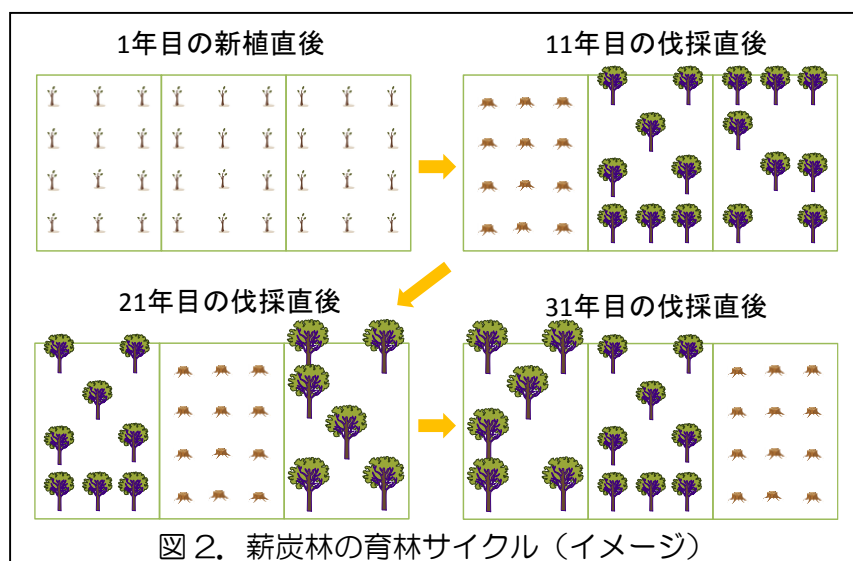 1年目の新植直後
11年目の伐採直後
21年目の伐採直後
31年目の伐採直後
図2．薪炭林の育林サイクル（イメージ）